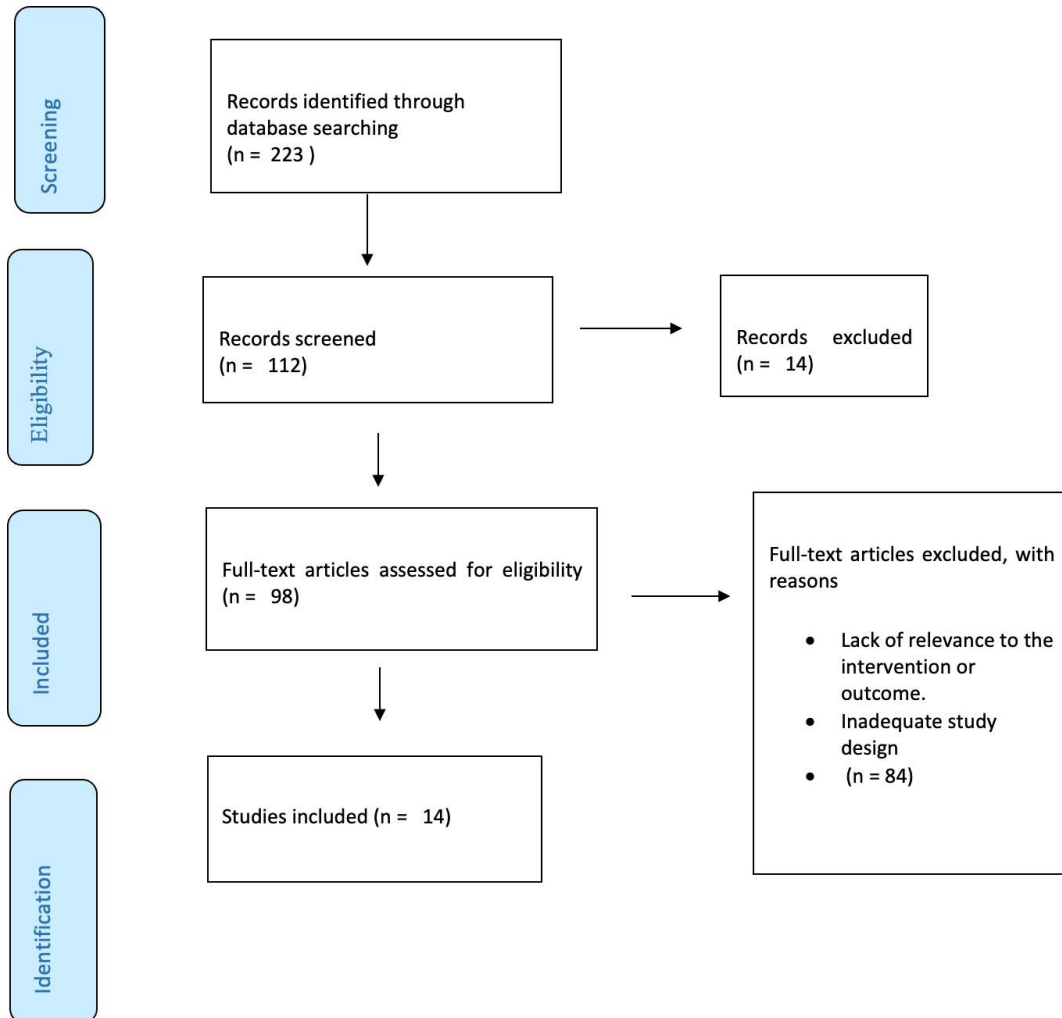 Screening
Records identified through
database searching
(n = 223 )
Eligibility
Records screened
(n = 112)
Records excluded
(n = 14)
Included
Full-text articles assessed for eligibility
(n = 98)
Full-text articles excluded, with
reasons
• Lack of relevance to the
intervention or
outcome.
• Inadequate study
design
• (n = 84)
Identification
Studies included (n = 14)